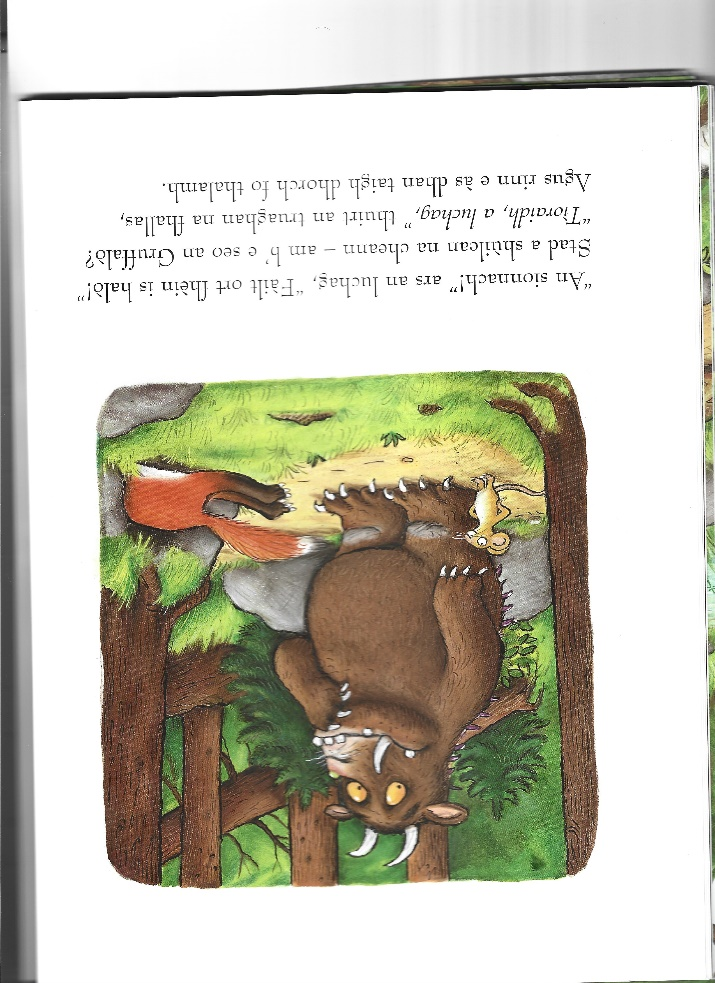 “An sionnach!” ars an luchag, “Fàilt ort fhèin is halò!”
Stad a shùilean na cheann – am b’ e seo an Gruffalò?
“Tìoraidh, a luchag,” thuirt an truaghan na fhallas,
Agus rinn e às dhan taigh dhorch fo thalamh.